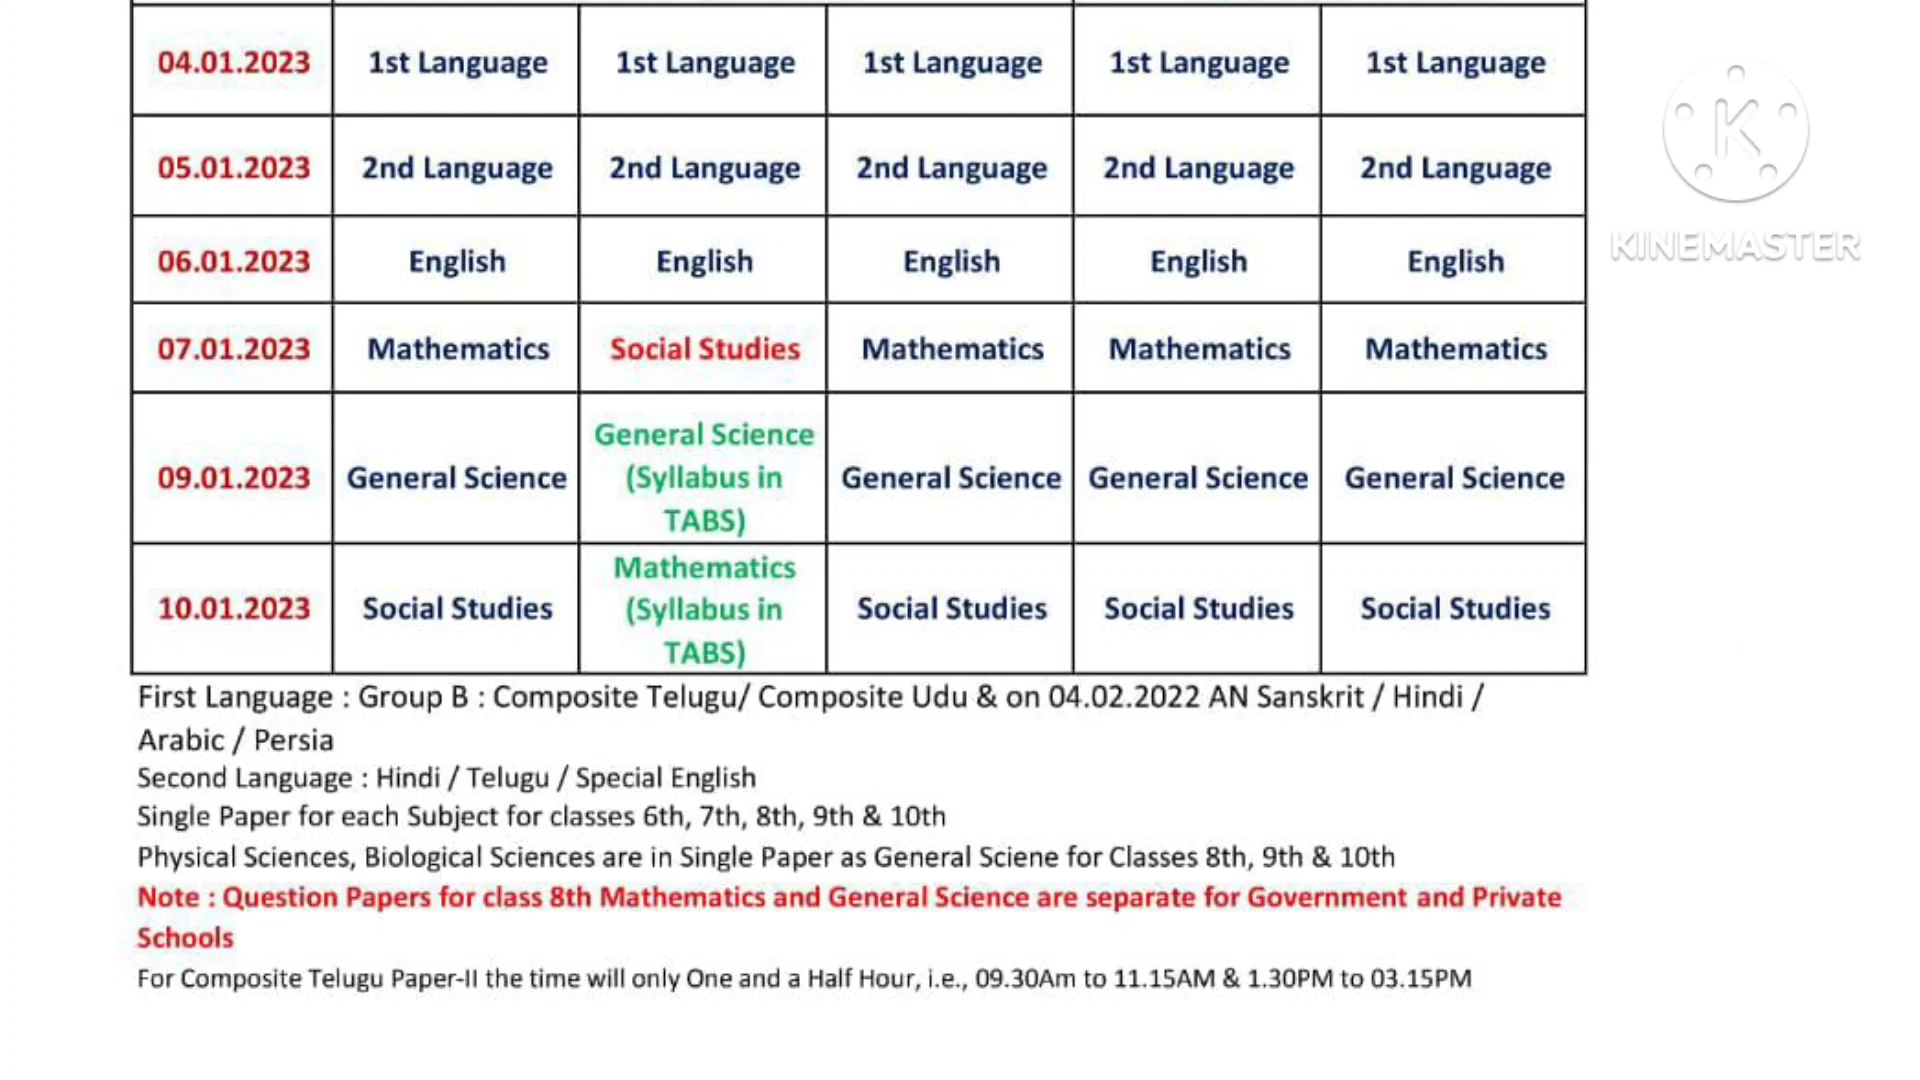 04.01.2023 1st Language 1st Language 1st Language 1st Language 1st Language
05.01.2023 2nd Language 2nd Language 2nd Language 2nd Language 2nd Language
06.01.2023 English English English English English
07.01.2023 Mathematics Social Studies Mathematics Mathematics Mathematics
09.01.2023 General Science General Science (Syllabus in TABS) General Science General Science General Science
10.01.2023 Social Studies Mathematics (Syllabus in TABS) Social Studies Social Studies Social Studies
First Language : Group B : Composite Telugu/ Composite Udu & on 04.02.2022 AN Sanskrit / Hindi /
Arabic / Persia
Second Language : Hindi / Telugu / Special English
Single Paper for each Subject for classes 6th, 7th, 8th, 9th & 10th
Physical Sciences, Biological Sciences are in Single Paper as General Sciene for Classes 8th, 9th & 10th
Note : Question Papers for class 8th Mathematics and General Science are separate for Government and Private
Schools
For Composite Telugu Paper-II the time will only One and a Half Hour, i.e., 09.30Am to 11.15AM & 1.30PM to 03.15PM
K
KINEMASTER